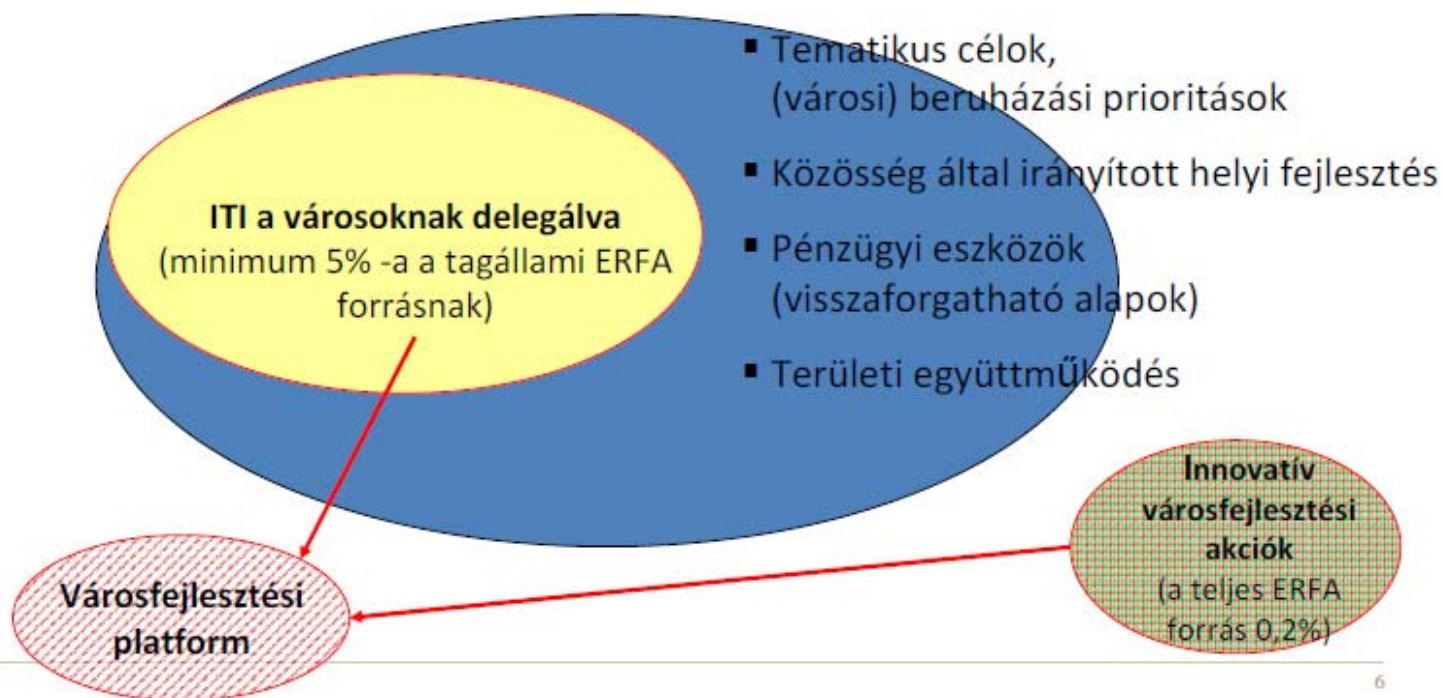 ▪ Tematikus célok,
(városi) beruházási prioritások
▪ Közösség által irányított helyi fejlesztés
▪ Pénzügyi eszközök
(visszaforgatható alapok)
▪ Területi együttműködés
ITI a városoknak delegálva
(minimum 5% -a a tagállami ERFA
forrásnak)
Innovatív
városfejlesztési
akciók
(a teljes ERFA
forrás 0,2%)
Városfejlesztési
platform
6